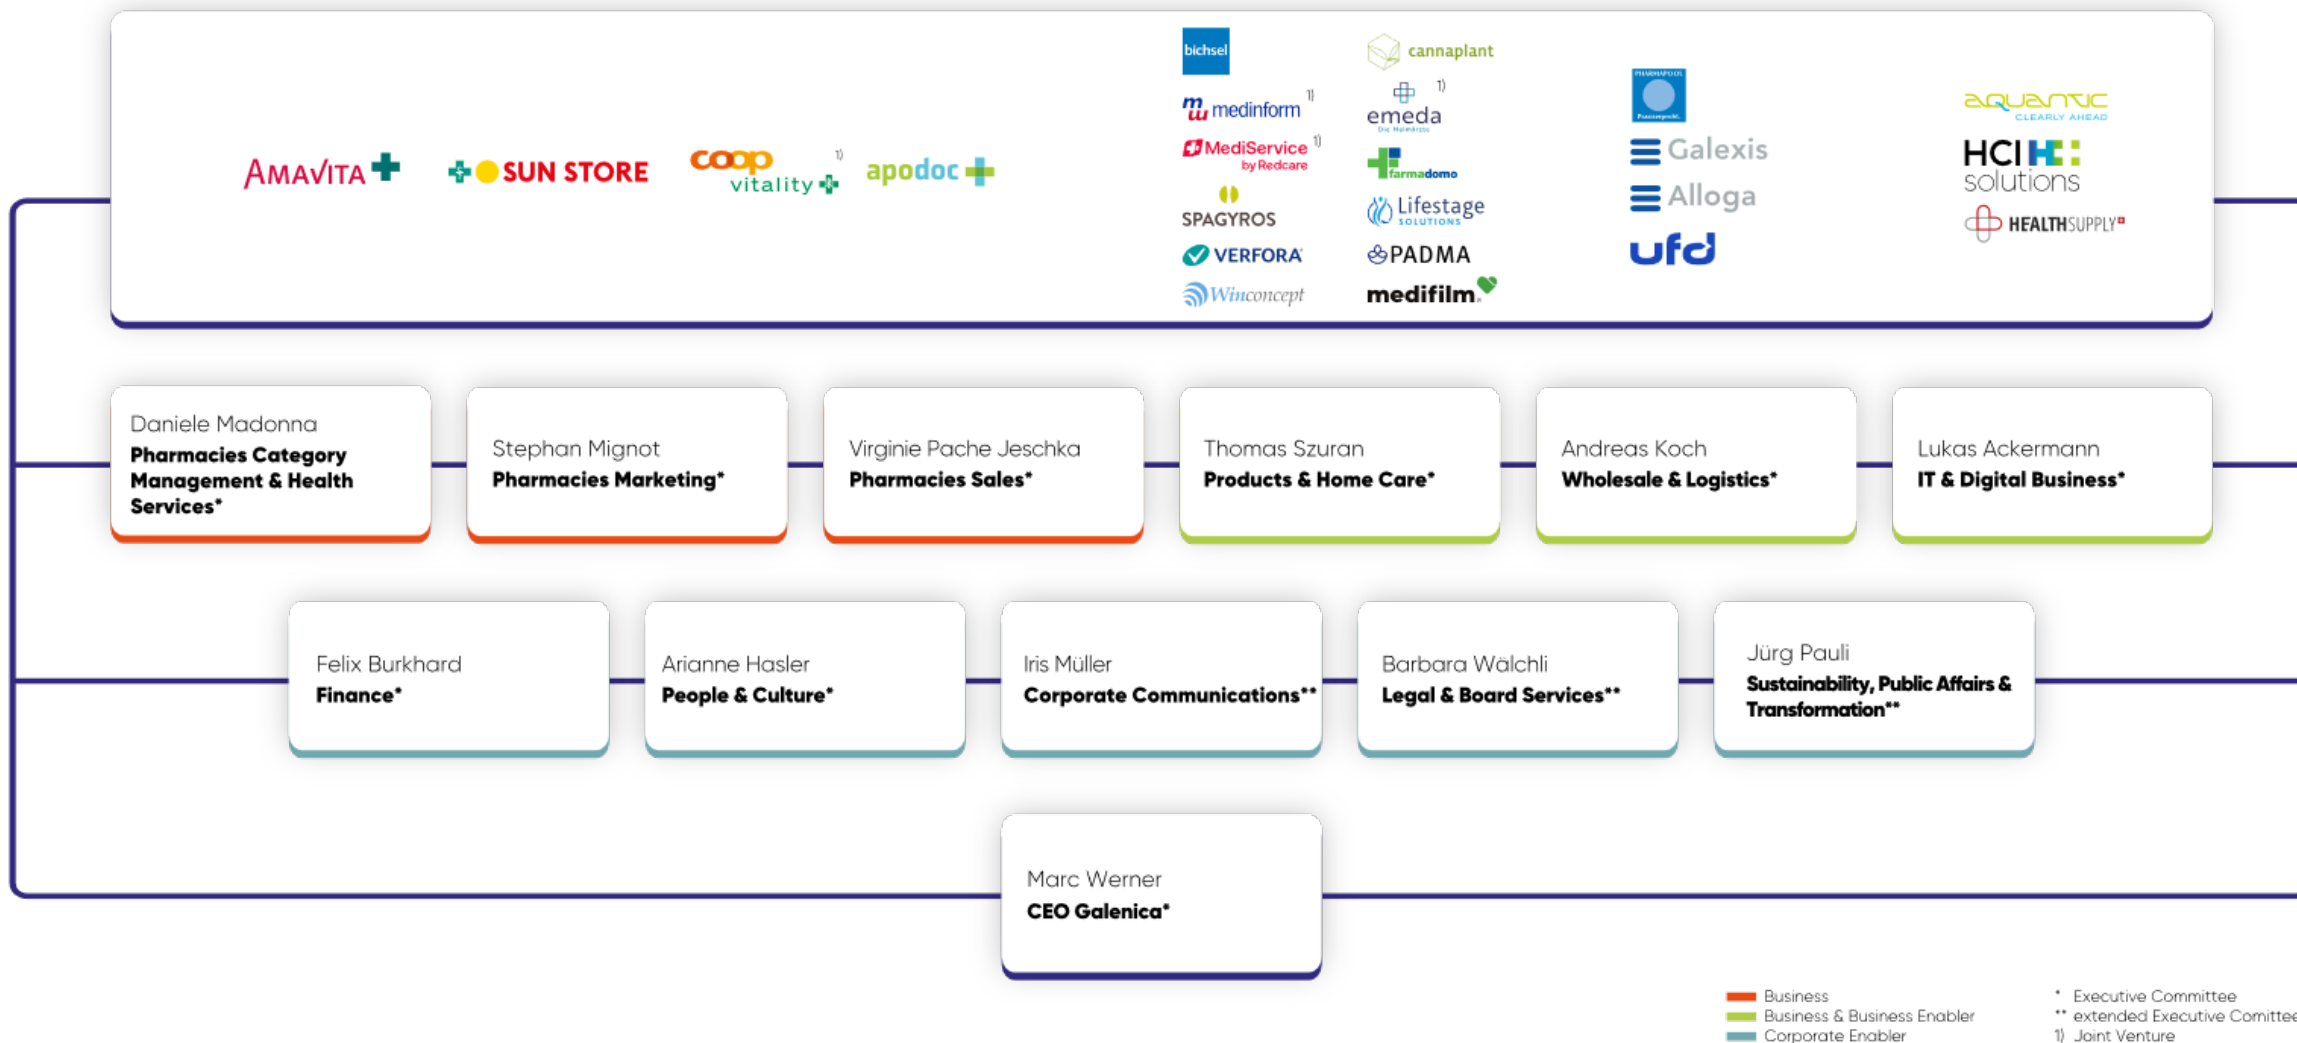 AMAVITA
SUN STORE
coop
vitality 1)
apodoc
bichsel
medinform 1)
MediService 1)
by Redcare
SPAGYROS
VERFORA
Winconcept
cannaplant
emeda 1)
farmadomo
Lifestage
SOLUTIONS
PADMA
medifilm
PHARMAPOOL
Galexis
Alloga
ufd
aquantic
CLEARLY AHEAD
HCI
solutions
HEALTHSUPPLY
Daniele Madonna
Pharmacies Category
Management & Health
Services*
Stephan Mignot
Pharmacies Marketing*
Virginie Pache Jeschka
Pharmacies Sales*
Thomas Szuran
Products & Home Care*
Andreas Koch
Wholesale & Logistics*
Lukas Ackermann
IT & Digital Business*
Felix Burkhard
Finance*
Arianne Hasler
People & Culture*
Iris Müller
Corporate Communications**
Barbara Wälchli
Legal & Board Services**
Jürg Pauli
Sustainability, Public Affairs &
Transformation**
Marc Werner
CEO Galenica*
Business
Business & Business Enabler
Corporate Enabler
* Executive Committee
** extended Executive Comittee
1) Joint Venture